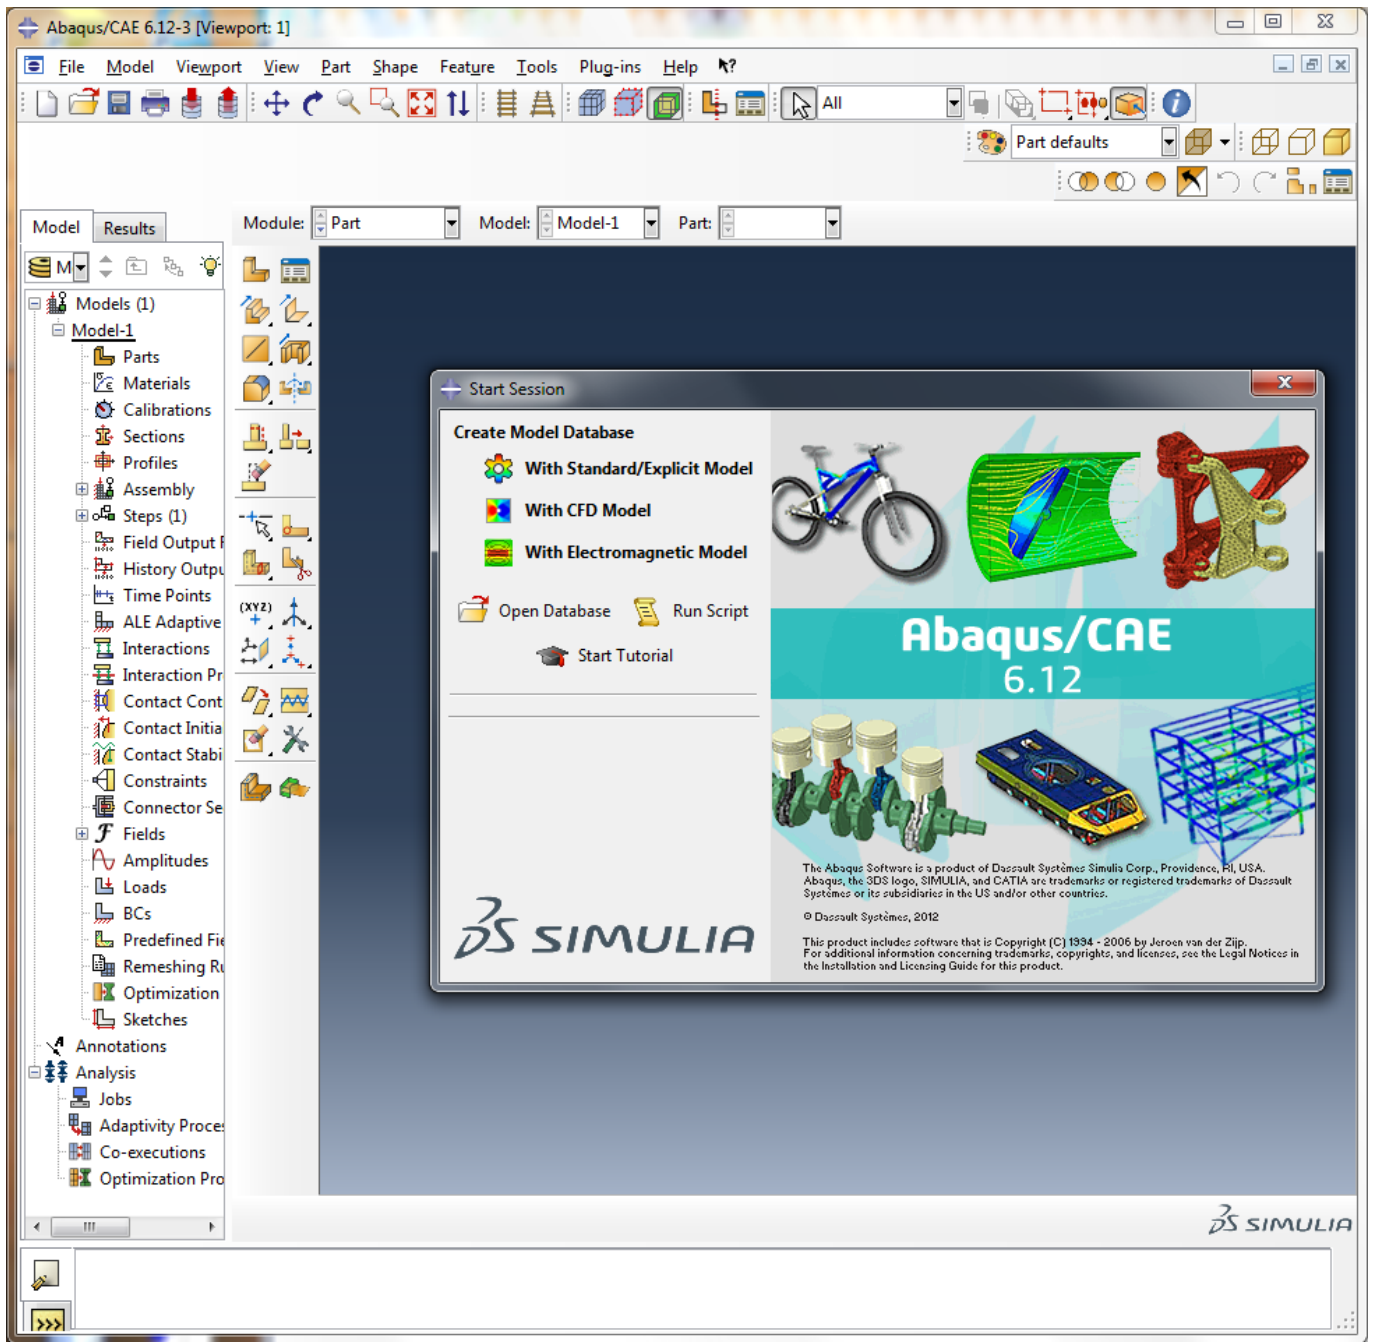 Abaqus/CAE 6.12-3 [Viewport: 1]
File Model Viewport View Part Shape Feature Tools Plug-ins Help
All
Part defaults
Model Results
Module: Part Model: Model-1 Part:
M
Models (1)
Model-1
Parts
Materials
Calibrations
Sections
Profiles
Assembly
Steps (1)
Field Output F
History Outpu
Time Points
ALE Adaptive
Interactions
Interaction Pr
Contact Cont
Contact Initia
Contact Stabi
Constraints
Connector Se
Fields
Amplitudes
Loads
BCs
Predefined Fie
Remeshing Ru
Optimization
Sketches
Annotations
Analysis
Jobs
Adaptivity Proces
Co-executions
Optimization Pro
(XYZ)
Start Session
Create Model Database
With Standard/Explicit Model
With CFD Model
With Electromagnetic Model
Open Database Run Script
Start Tutorial
SIMULIA
Abaqus/CAE
6.12
The Abaqus Software is a product of Dassault Systèmes Simulia Corp., Providence, RI, USA.
Abaqus, the 3DS logo, SIMULIA, and CATIA are trademarks or registered trademarks of Dassault
Systèmes or its subsidiaries in the US and/or other countries.
© Dassault Systèmes, 2012
This product includes software that is Copyright (C) 1994 - 2006 by Jeroen van der Zijp.
For additional information concerning trademarks, copyrights, and licenses, see the Legal Notices in
the Installation and Licensing Guide for this product.
SIMULIA
>>>